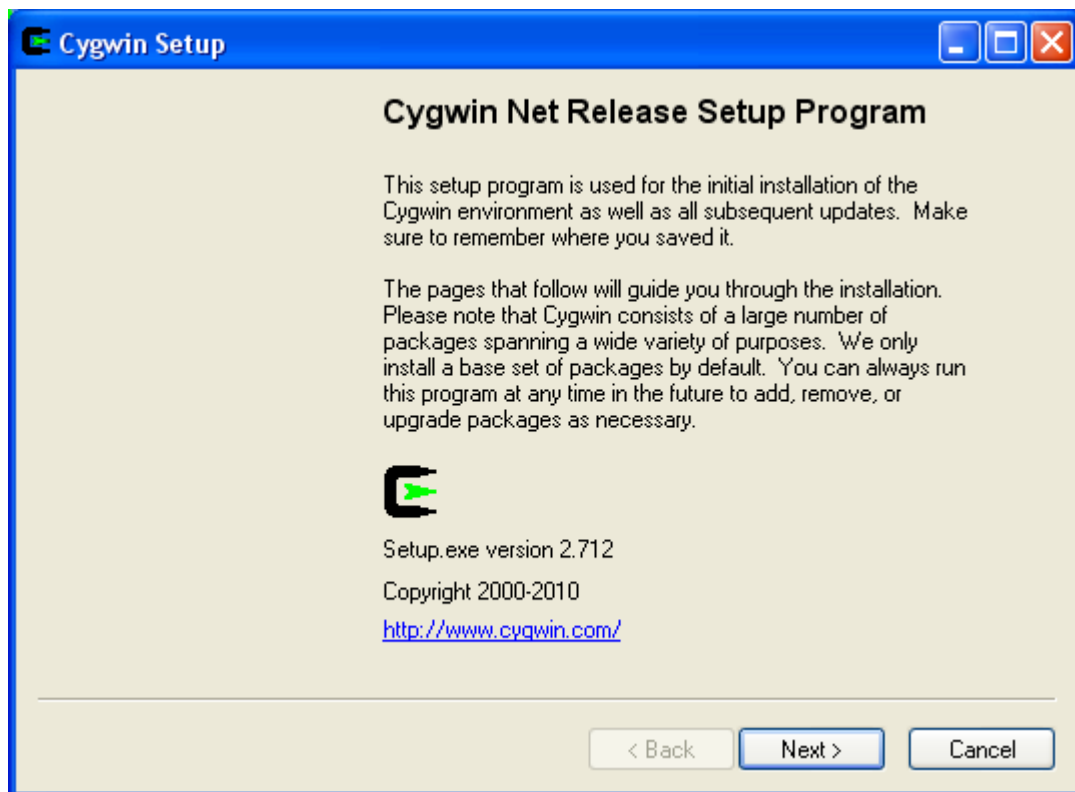 Cygwin Setup
Cygwin Net Release Setup Program
This setup program is used for the initial installation of the
Cygwin environment as well as all subsequent updates.  Make
sure to remember where you saved it.
The pages that follow will guide you through the installation.
Please note that Cygwin consists of a large number of
packages spanning a wide variety of purposes.  We only
install a base set of packages by default.  You can always run
this program at any time in the future to add, remove, or
upgrade packages as necessary.
Setup.exe version 2.712
Copyright 2000-2010
http://www.cygwin.com/
< Back Next > Cancel